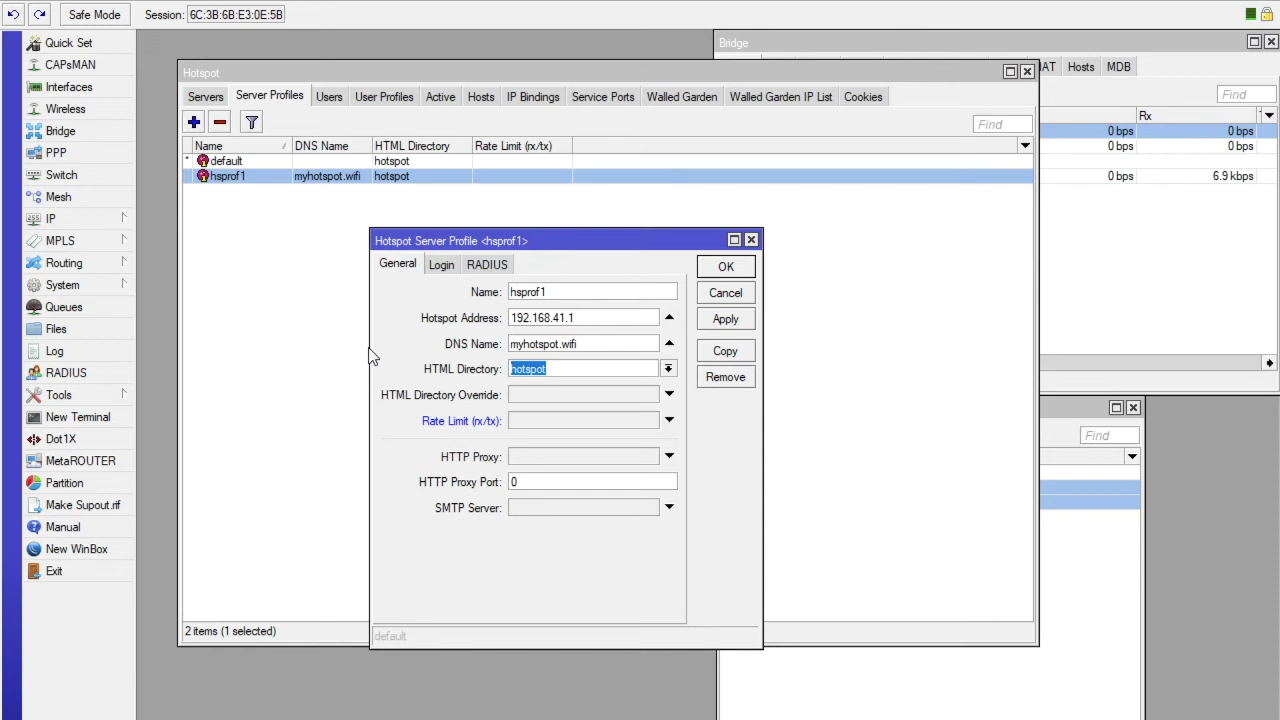 Safe Mode Session: 6C:3B:6B:E3:0E:5B
Quick Set
CAPsMAN
Interfaces
Wireless
Bridge
PPP
Switch
Mesh
IP
MPLS
Routing
System
Queues
Files
Log
RADIUS
Tools
New Terminal
Dot1X
MetaROUTER
Partition
Make Supout.rif
Manual
New WinBox
Exit
Bridge
Hosts MDB
Find
Rx
0 bps 0 bps
0 bps 0 bps
0 bps 6.9 kbps
Find
Hotspot
Servers Server Profiles Users User Profiles Active Hosts IP Bindings Service Ports Walled Garden Walled Garden IP List Cookies
Find
Name / DNS Name HTML Directory Rate Limit (rx/tx)
* default hotspot
hsprof1 myhotspot.wifi hotspot
2 items (1 selected)
Hotspot Server Profile <hsprof1>
General Login RADIUS
Name: hsprof1
Hotspot Address: 192.168.41.1
DNS Name: myhotspot.wifi
HTML Directory: hotspot
HTML Directory Override:
Rate Limit (rx/tx):
HTTP Proxy:
HTTP Proxy Port: 0
SMTP Server:
OK
Cancel
Apply
Copy
Remove
default